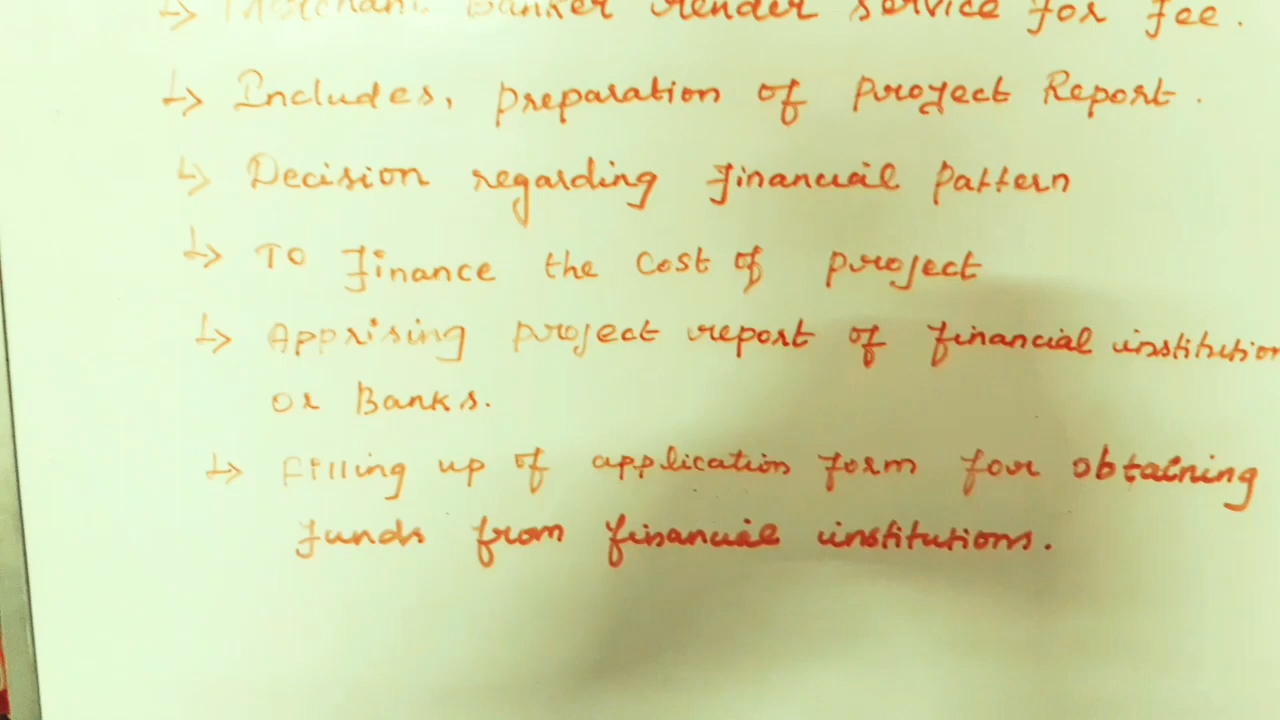 ↳ Merchant Banker render service for fee.
↳ Includes, preparation of project Report.
↳ Decision regarding financial pattern
↳ To finance the cost of project
↳ Apprising project report of financial institution
or Banks.
↳ Filling up of application form for obtaining
funds from financial institutions.